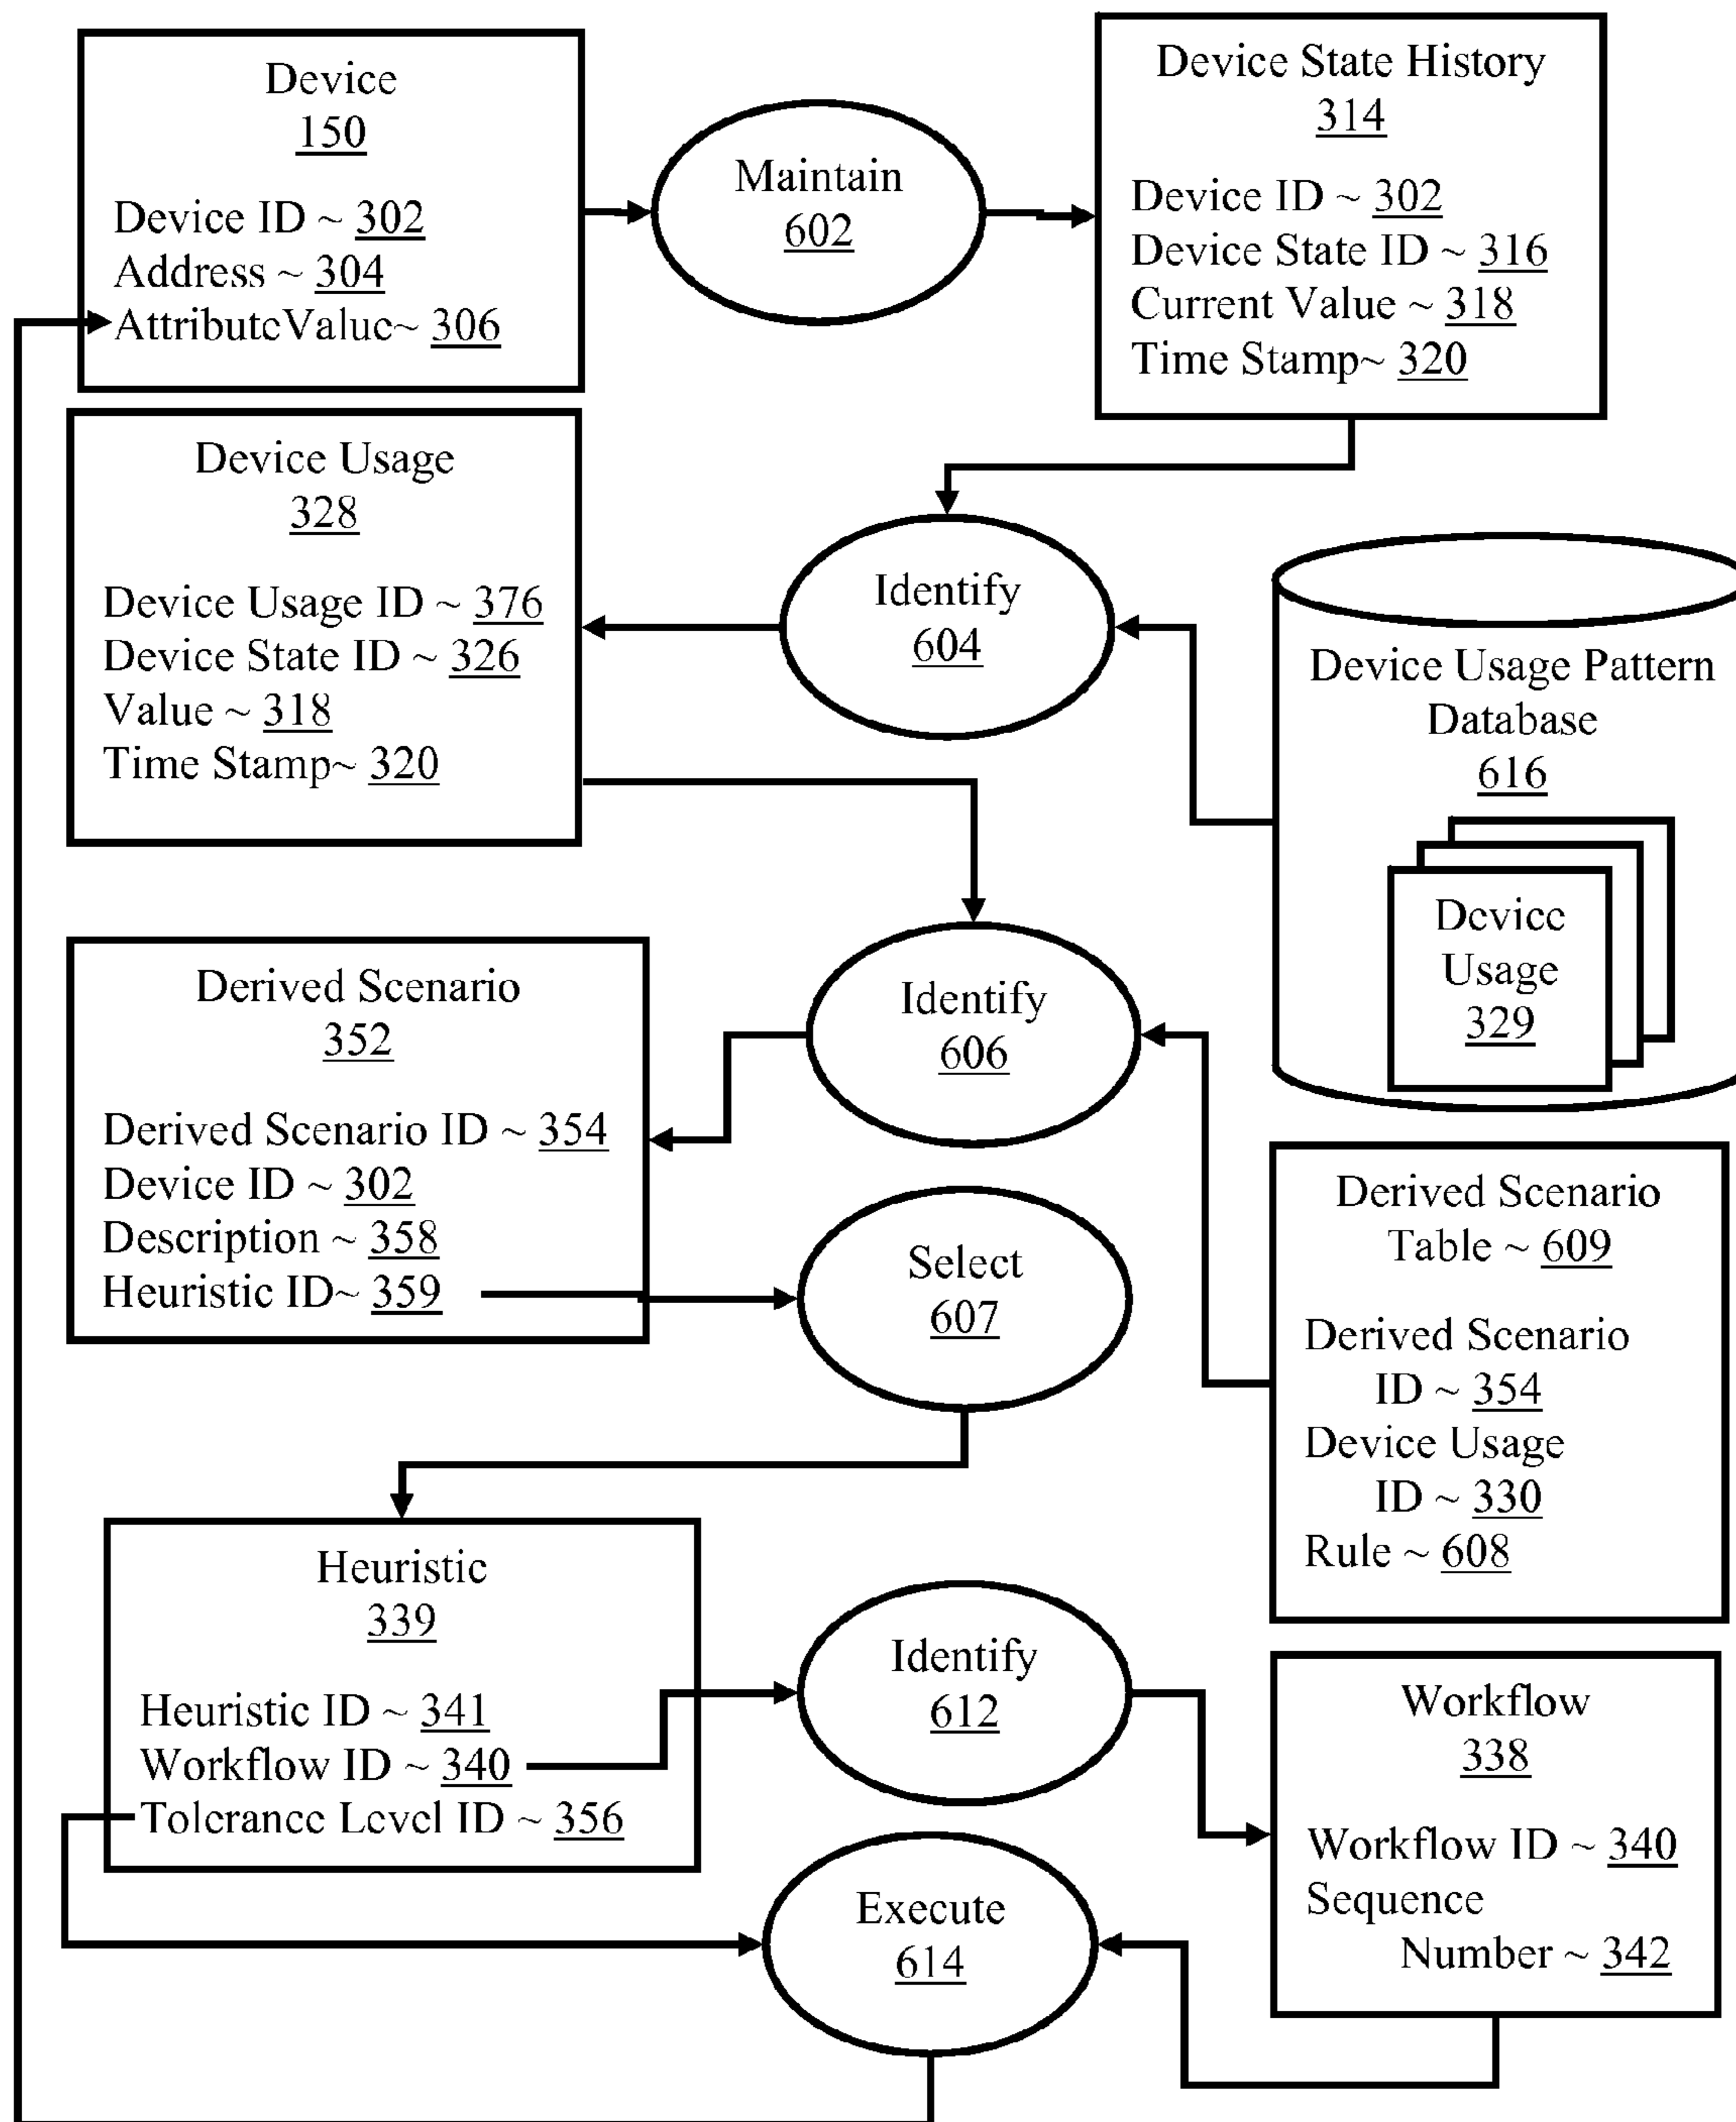 Device
150
Device ID ~ 302
Address ~ 304
AttributeValue~ 306
Maintain
602
Device State History
314
Device ID ~ 302
Device State ID ~ 316
Current Value ~ 318
Time Stamp~ 320
Device Usage
328
Device Usage ID ~ 376
Device State ID ~ 326
Value ~ 318
Time Stamp~ 320
Identify
604
Device Usage Pattern
Database
616
Device
Usage
329
Derived Scenario
352
Derived Scenario ID ~ 354
Device ID ~ 302
Description ~ 358
Heuristic ID~ 359
Identify
606
Select
607
Derived Scenario
Table ~ 609
Derived Scenario
ID ~ 354
Device Usage
ID ~ 330
Rule ~ 608
Heuristic
339
Heuristic ID ~ 341
Workflow ID ~ 340
Tolerance Level ID ~ 356
Identify
612
Workflow
338
Workflow ID ~ 340
Sequence
Number ~ 342
Execute
614